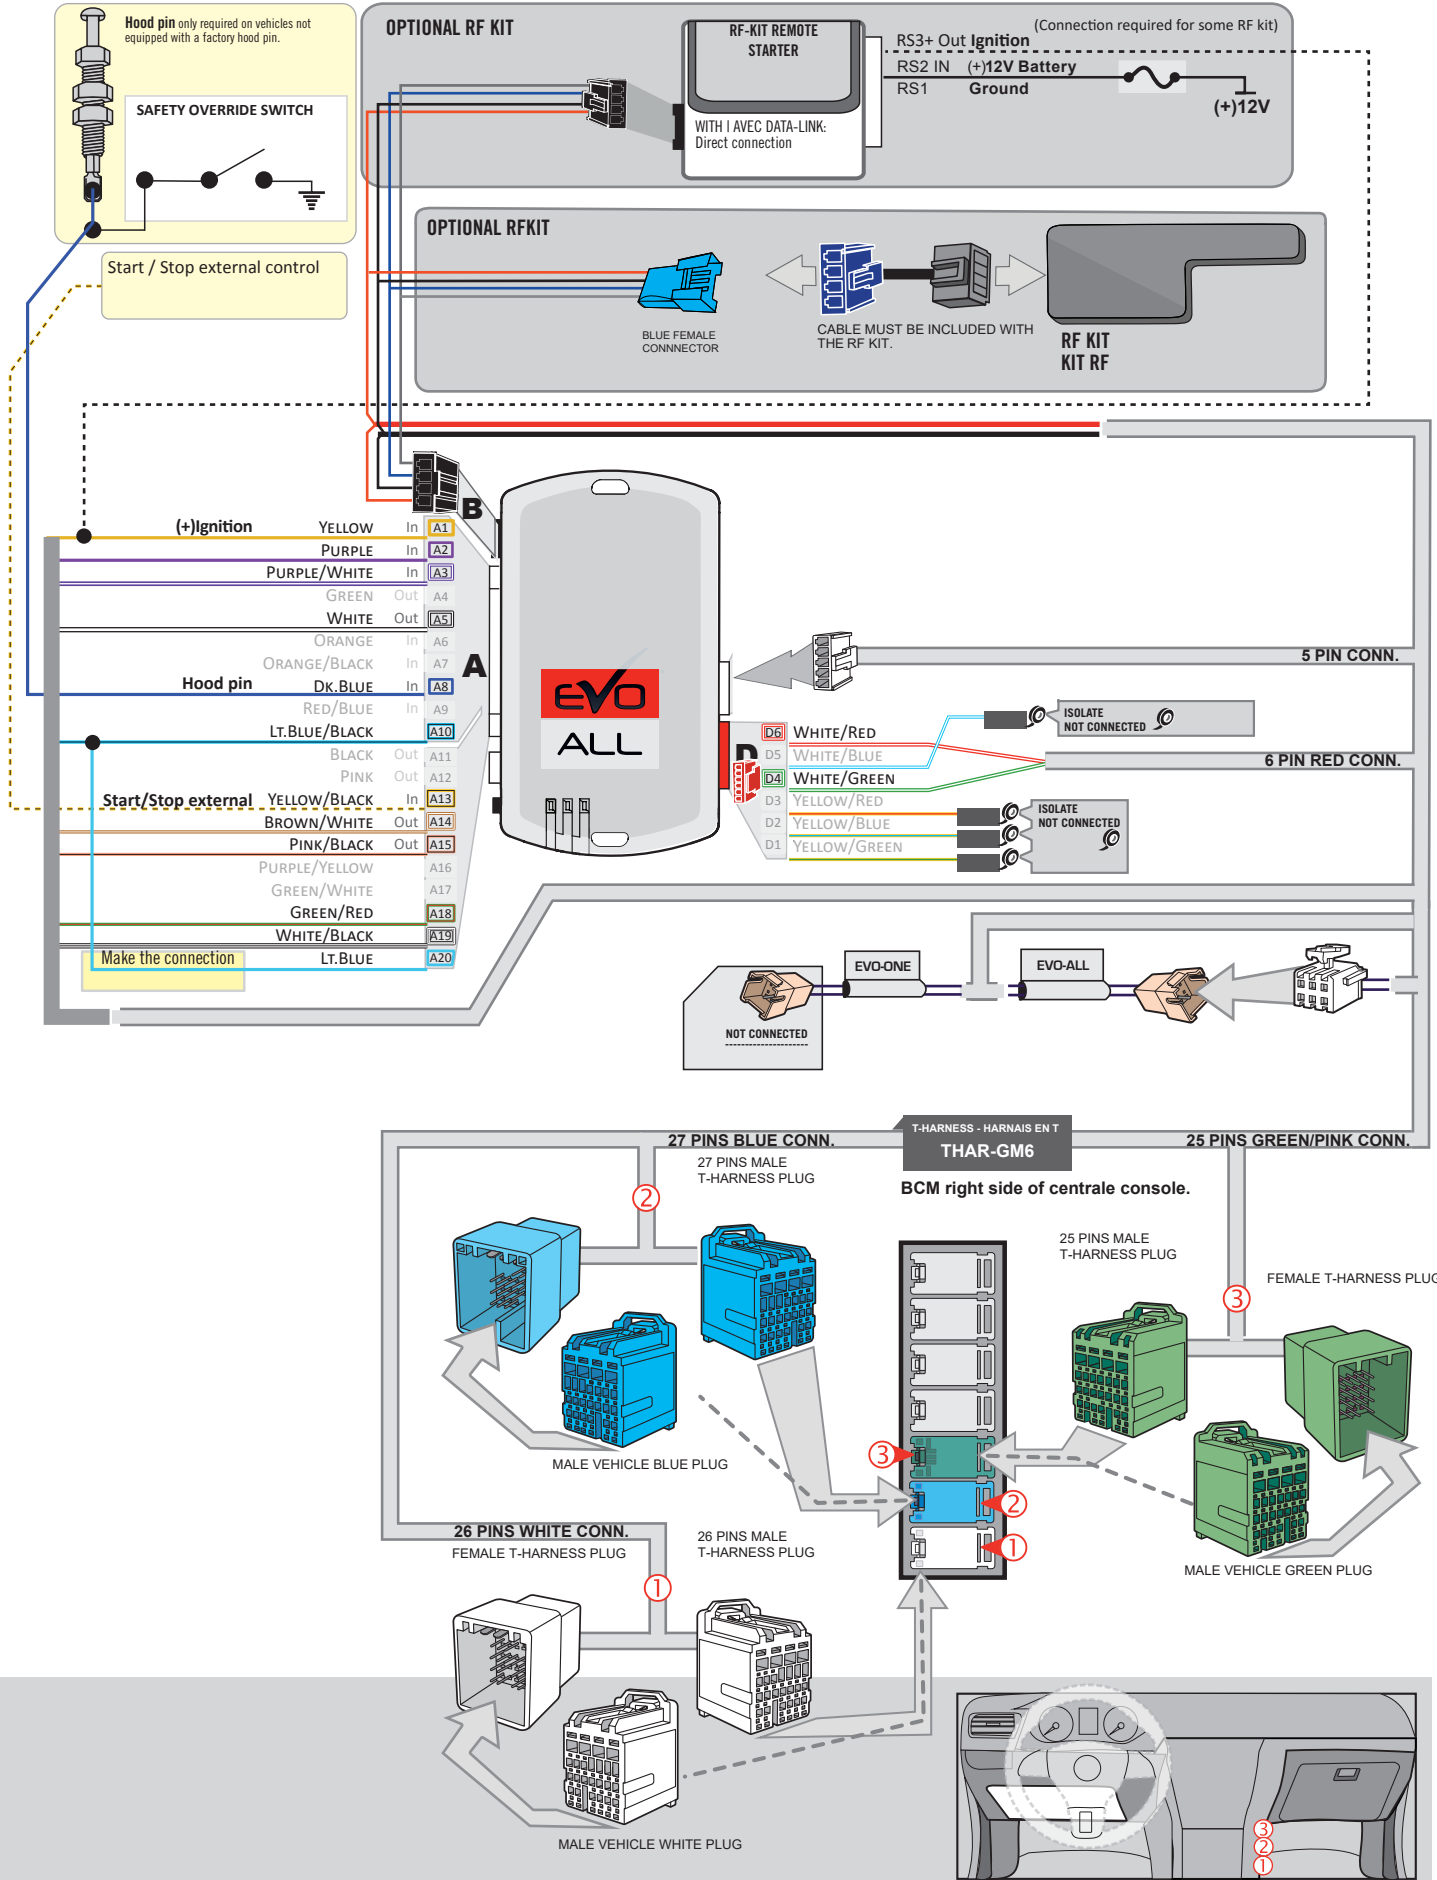 Hood pin only required on vehicles not
equipped with a factory hood pin.
SAFETY OVERRIDE SWITCH
Start / Stop external control
OPTIONAL RF KIT
RF-KIT REMOTE
STARTER
WITH | AVEC DATA-LINK:
Direct connection
(Connection required for some RF kit)
RS3+ Out Ignition
RS2 IN (+)12V Battery
RS1 Ground
(+)12V
OPTIONAL RFKIT
BLUE FEMALE
CONNNECTOR
CABLE MUST BE INCLUDED WITH
THE RF KIT.
RF KIT
KIT RF
B
A
(+)Ignition YELLOW In A1
PURPLE In A2
PURPLE/WHITE In A3
GREEN Out A4
WHITE Out A5
ORANGE In A6
ORANGE/BLACK In A7
Hood pin DK.BLUE In A8
RED/BLUE In A9
LT.BLUE/BLACK A10
BLACK Out A11
PINK Out A12
Start/Stop external YELLOW/BLACK In A13
BROWN/WHITE Out A14
PINK/BLACK Out A15
PURPLE/YELLOW A16
GREEN/WHITE A17
GREEN/RED A18
WHITE/BLACK A19
Make the connection LT.BLUE A20
EVO
ALL
5 PIN CONN.
D
D6 WHITE/RED
D5 WHITE/BLUE
D4 WHITE/GREEN
D3 YELLOW/RED
D2 YELLOW/BLUE
D1 YELLOW/GREEN
ISOLATE
NOT CONNECTED
6 PIN RED CONN.
ISOLATE
NOT CONNECTED
EVO-ONE
EVO-ALL
NOT CONNECTED
T-HARNESS - HARNAIS EN T
THAR-GM6
27 PINS BLUE CONN.
25 PINS GREEN/PINK CONN.
27 PINS MALE
T-HARNESS PLUG
2
BCM right side of centrale console.
25 PINS MALE
T-HARNESS PLUG
FEMALE T-HARNESS PLUG
3
MALE VEHICLE BLUE PLUG
3
2
1
26 PINS WHITE CONN.
FEMALE T-HARNESS PLUG
26 PINS MALE
T-HARNESS PLUG
1
MALE VEHICLE GREEN PLUG
MALE VEHICLE WHITE PLUG
3
2
1